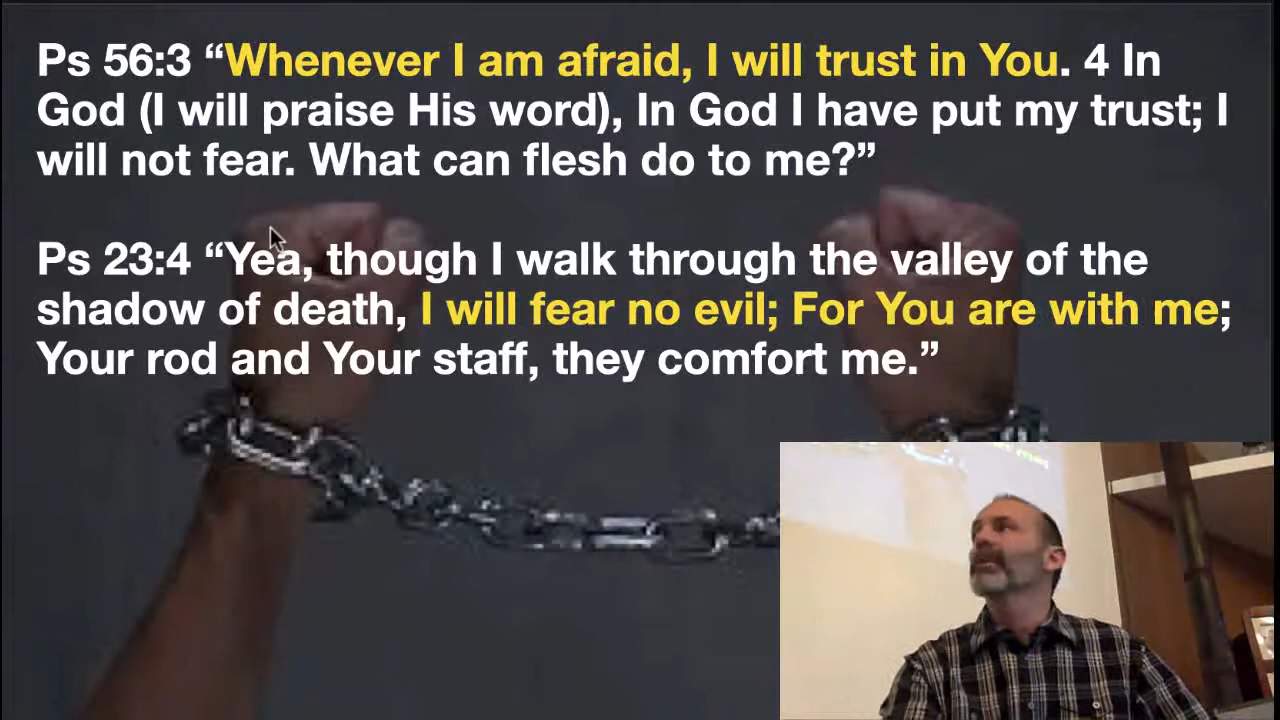 Ps 56:3 “Whenever I am afraid, I will trust in You. 4 In
God (I will praise His word), In God I have put my trust; I
will not fear. What can flesh do to me?”
Ps 23:4 “Yea, though I walk through the valley of the
shadow of death, I will fear no evil; For You are with me;
Your rod and Your staff, they comfort me.”